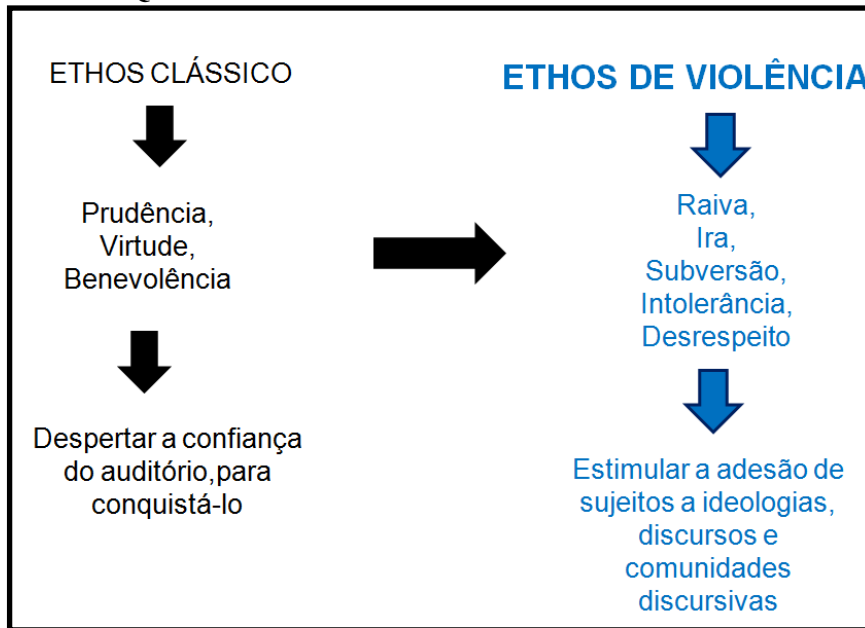 ETHOS CLÁSSICO
Prudência,
Virtude,
Benevolência
Despertar a confiança
do auditório,para
conquistá-lo
ETHOS DE VIOLÊNCIA
Raiva,
Ira,
Subversão,
Intolerância,
Desrespeito
Estimular a adesão de
sujeitos a ideologias,
discursos e
comunidades
discursivas